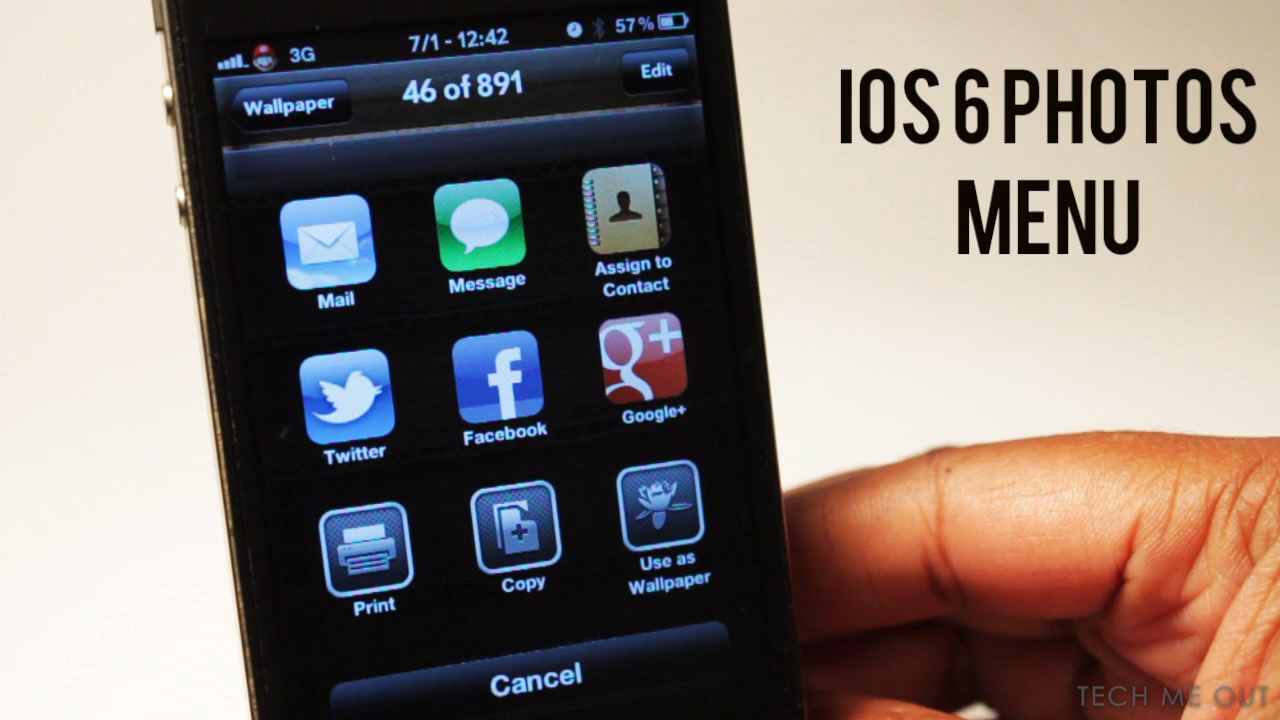 3G
7/1 - 12:42
57%
Wallpaper
46 of 891
Edit
Mail
Message
Assign to
Contact
Twitter
Facebook
g+
Google+
Print
Copy
Use as
Wallpaper
Cancel
IOS 6 PHOTOS
MENU
TECH ME OUT